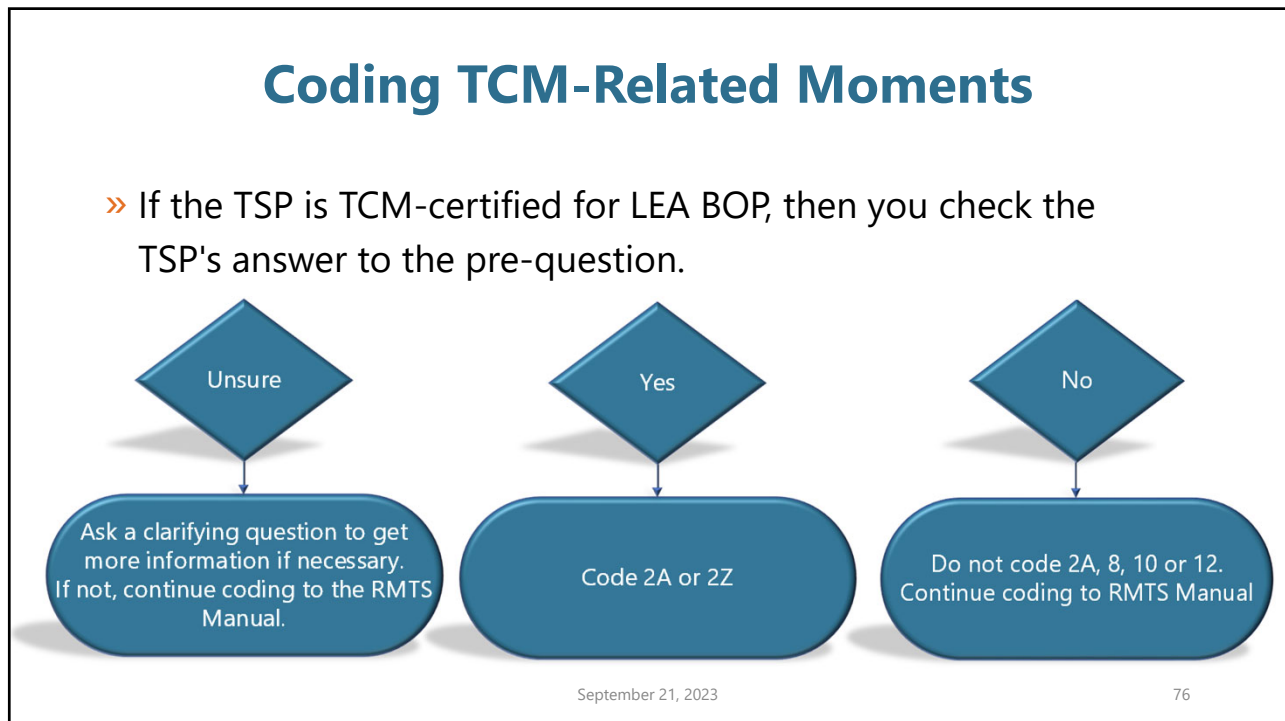 Coding TCM-Related Moments
» If the TSP is TCM-certified for LEA BOP, then you check the
TSP's answer to the pre-question.
Unsure
Yes
No
Ask a clarifying question to get
more information if necessary.
If not, continue coding to the RMTS
Manual.
Code 2A or 2Z
Do not code 2A, 8, 10 or 12.
Continue coding to RMTS Manual
September 21, 2023
76